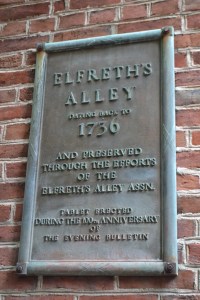 ELFRETH'S
ALLEY
DATING BACK TO
1736
AND PRESERVED
THROUGH THE EFFORTS
OF THE
ELFRETH'S ALLEY ASSN.
TABLET ERECTED
DURING THE 100TH ANNIVERSARY
OF
THE EVENING BULLETIN